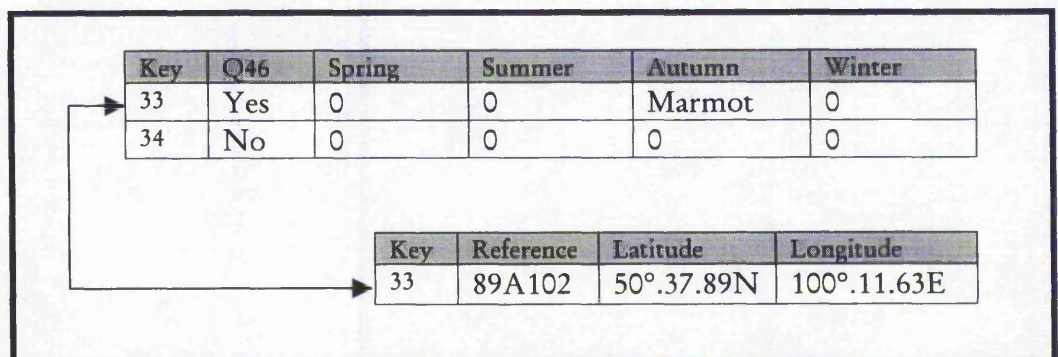 Key Q46 Spring Summer Autumn Winter
33 Yes 0 0 Marmot 0
34 No 0 0 0 0
Key Reference Latitude Longitude
33 89A102 50°.37.89N 100°.11.63E